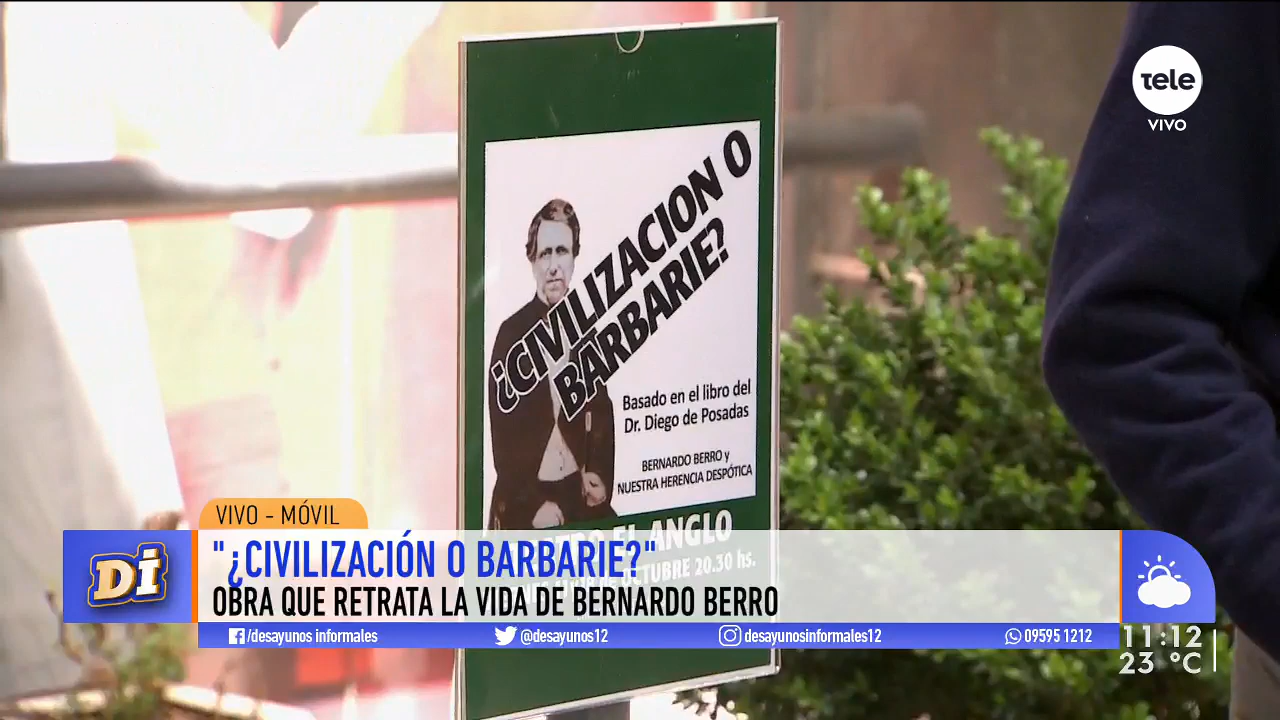 tele
VIVO
¿CIVILIZACION O
BARBARIE?
Basado en el libro del
Dr. Diego de Posadas
BERNARDO BERRO y
NUESTRA HERENCIA DESPÓTICA
EL ANGLO
DE OCTUBRE 20.30 hs.
VIVO - MÓVIL
Di
"¿CIVILIZACIÓN O BARBARIE?"
OBRA QUE RETRATA LA VIDA DE BERNARDO BERRO
/desayunos informales
@desayunos12
desayunosinformales12
09595 1212
11:12
23 °C